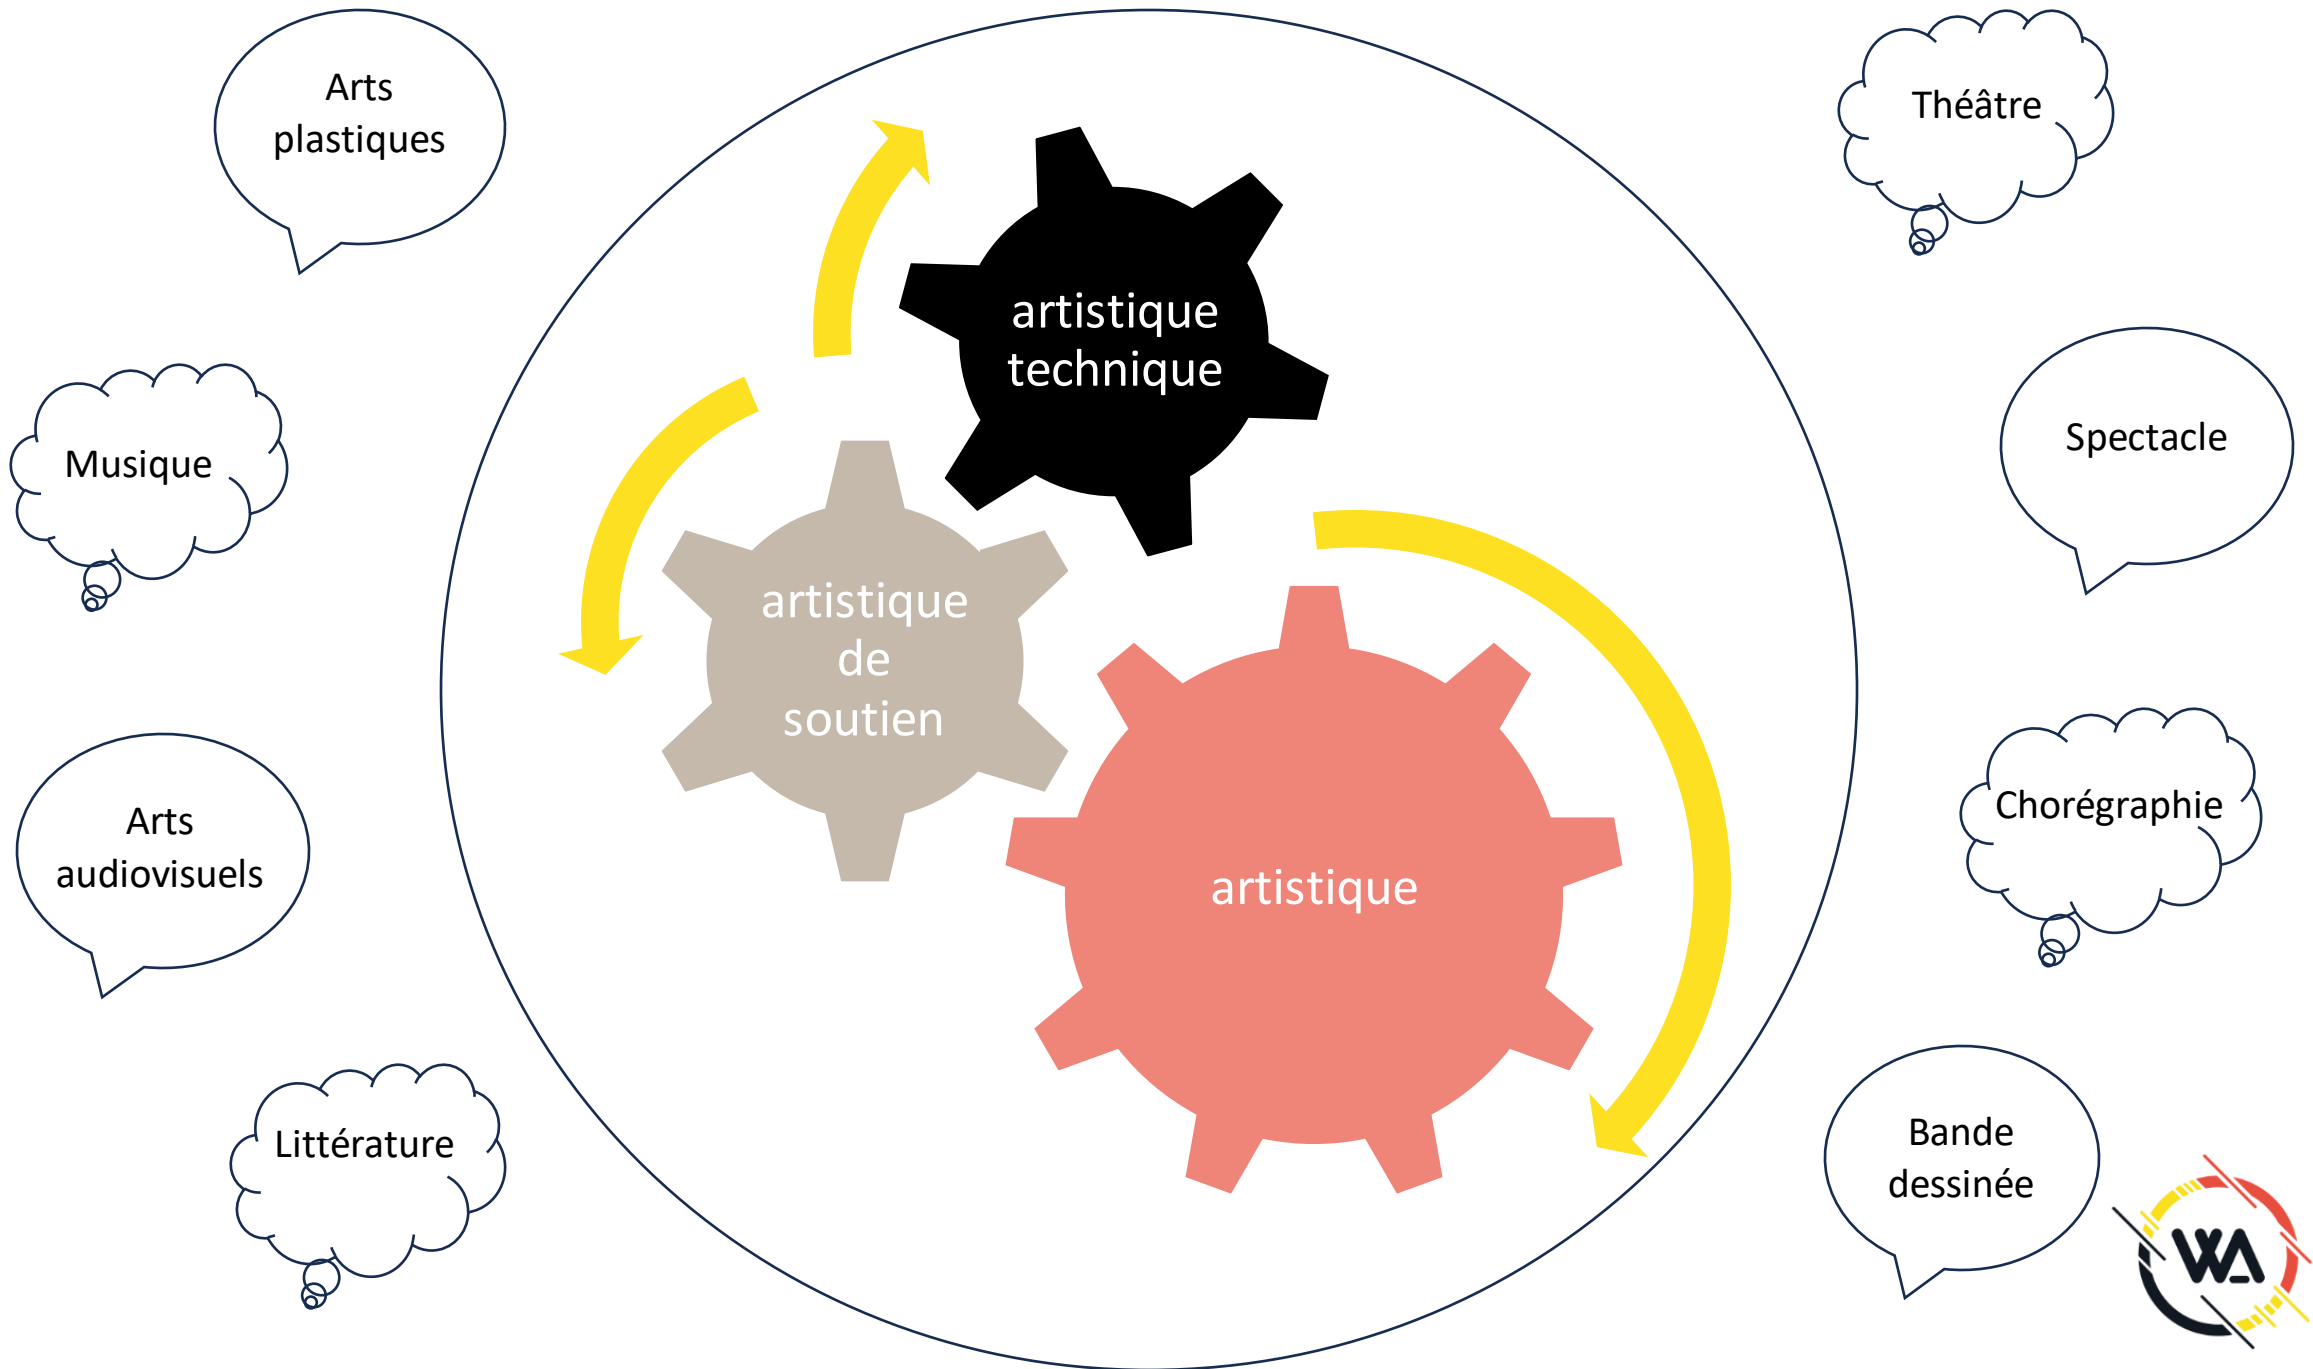 Arts
plastiques
Musique
Arts
audiovisuels
Littérature
artistique
technique
artistique
de
soutien
artistique
Théâtre
Spectacle
Chorégraphie
Bande
dessinée
WA